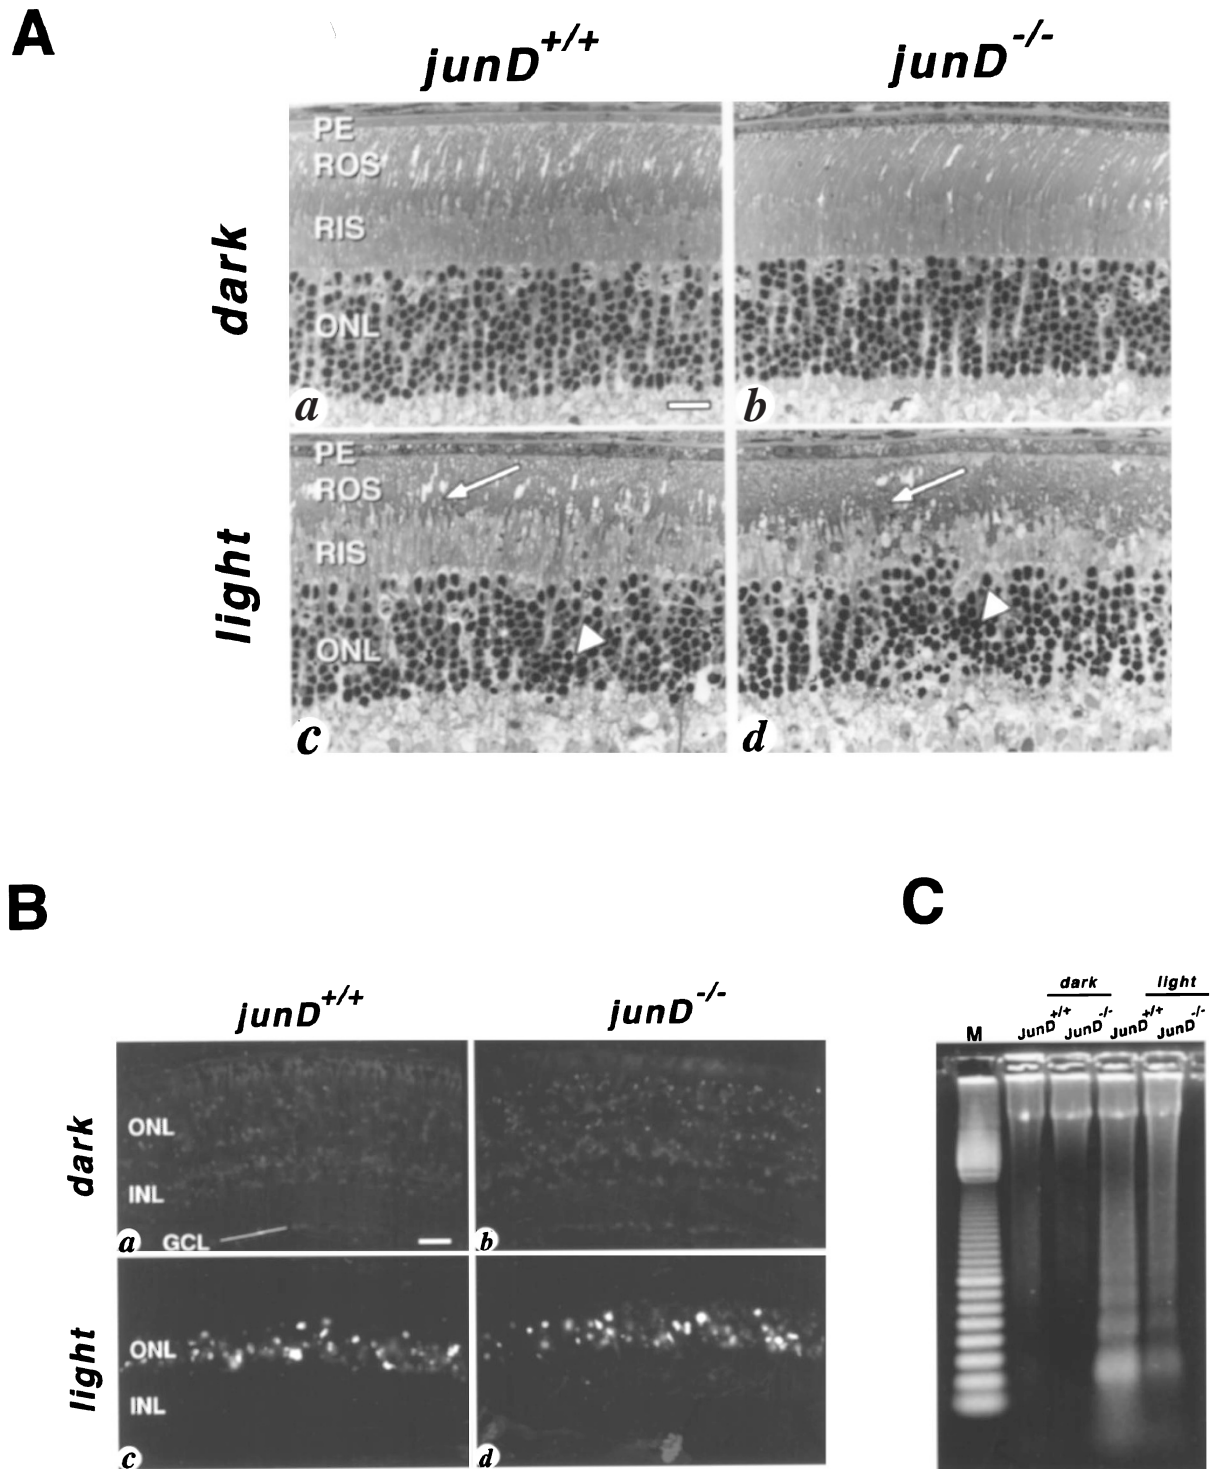 A
junD+/+ junD-/-
dark
PE
ROS
RIS
ONL
a b
light
PE
ROS
RIS
ONL
c d
B
junD+/+ junD-/-
dark
ONL
INL
GCL
a b
light
ONL
INL
c d
C
dark light
M JunD+/+ JunD-/- JunD+/+ JunD-/-